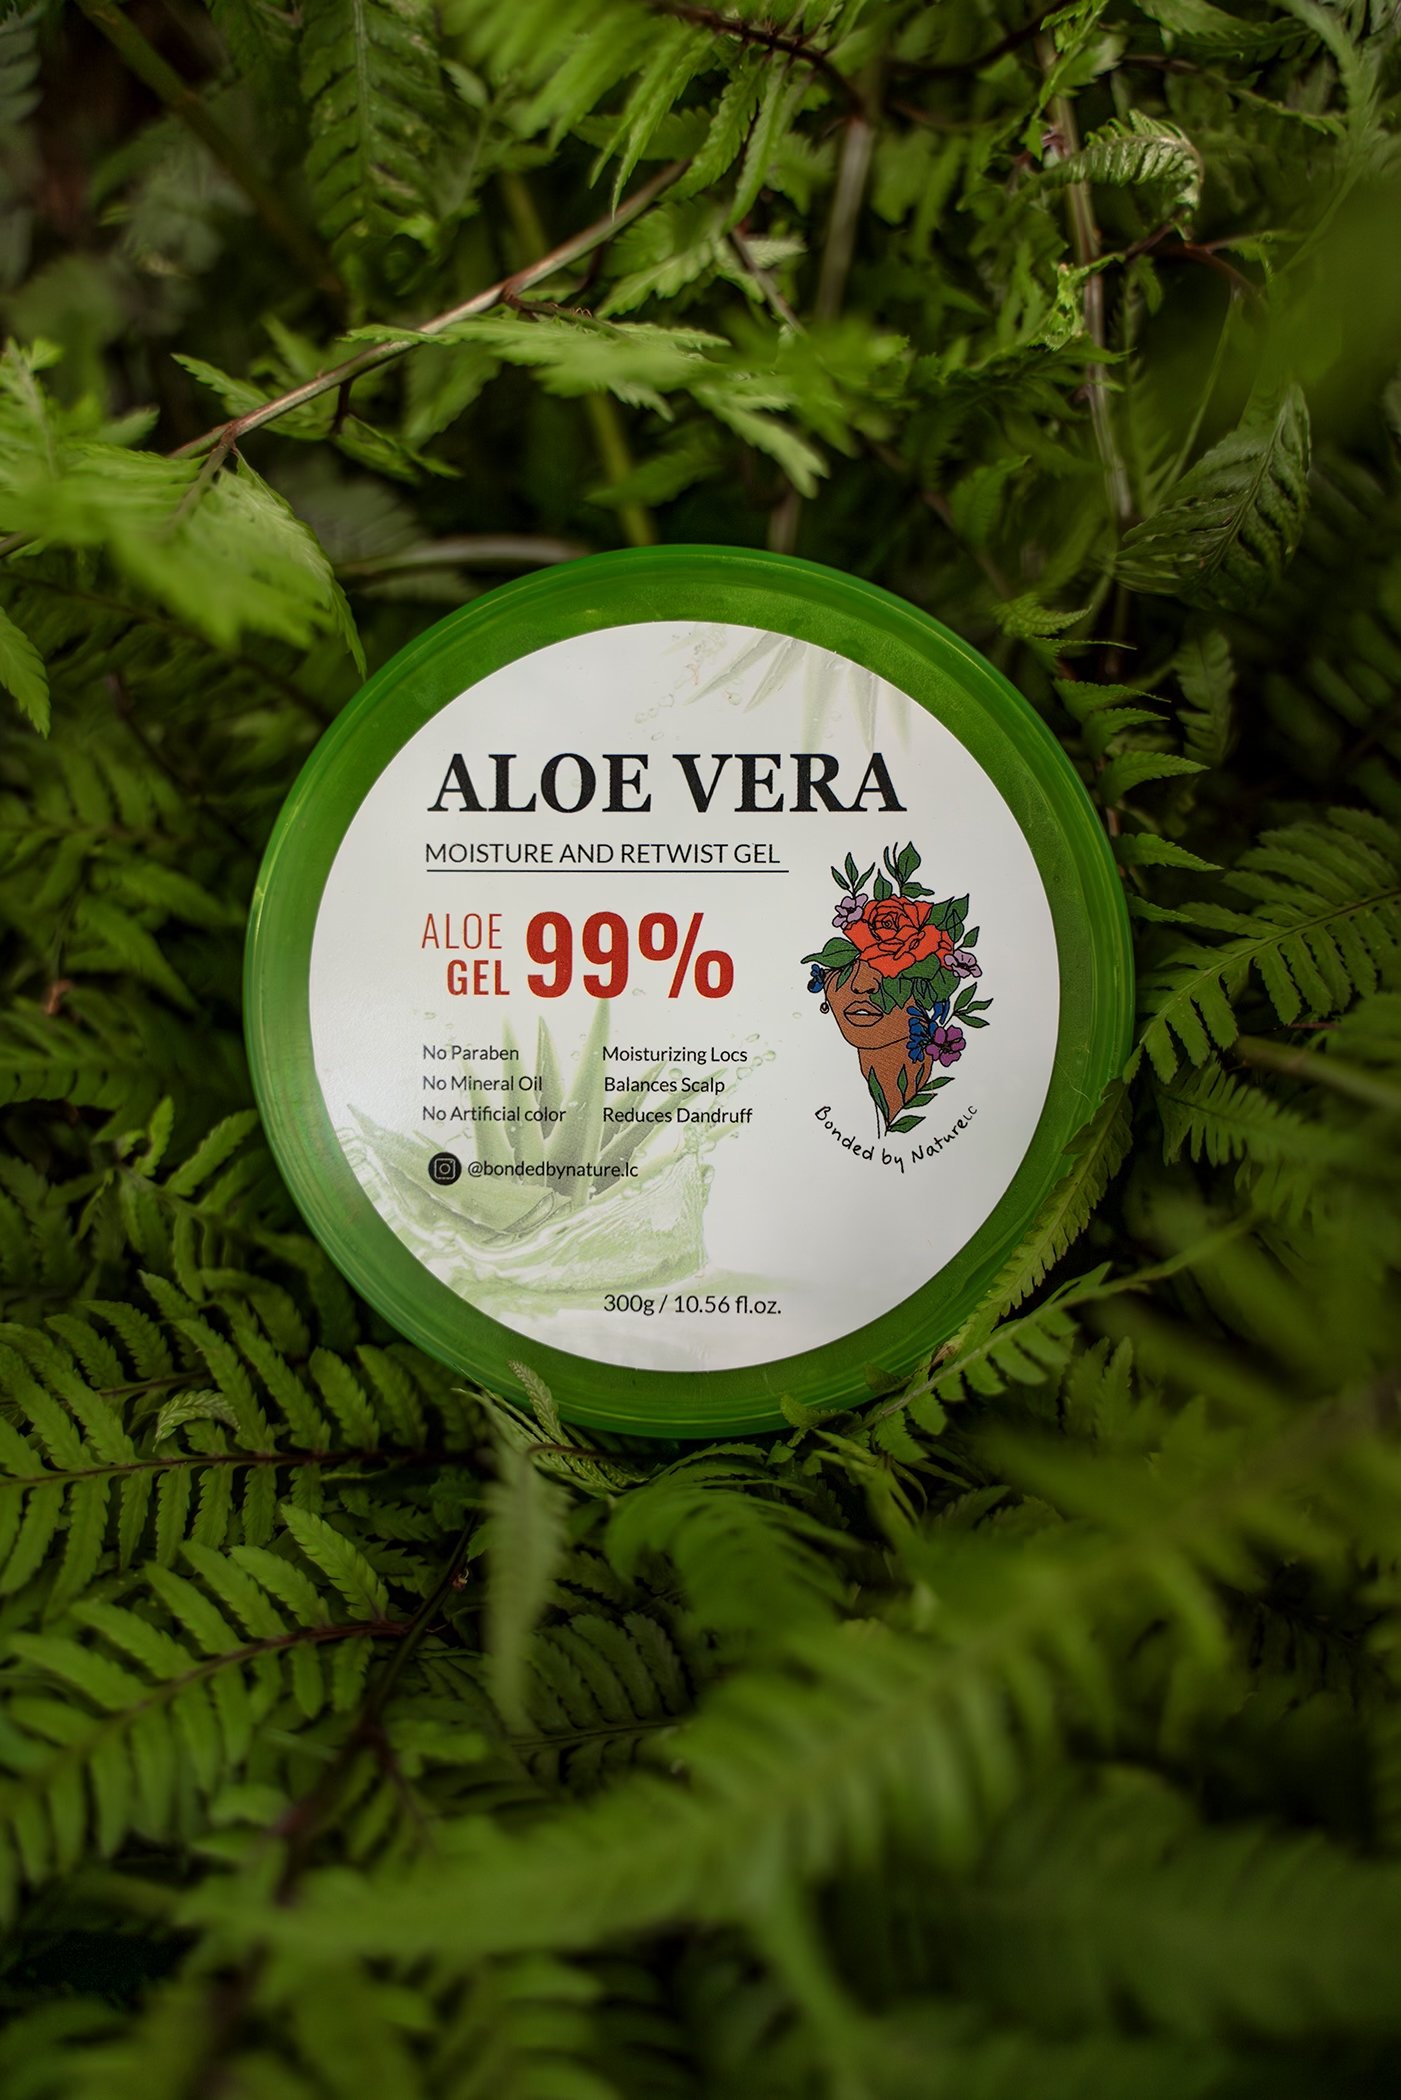 ALOE VERA
MOISTURE AND RETWIST GEL
ALOE
GEL 99%
No Paraben
No Mineral Oil
No Artificial color
Moisturizing Locs
Balances Scalp
Reduces Dandruff
@bondedbynature.lc
Bonded by NatureLC
300g / 10.56 fl.oz.